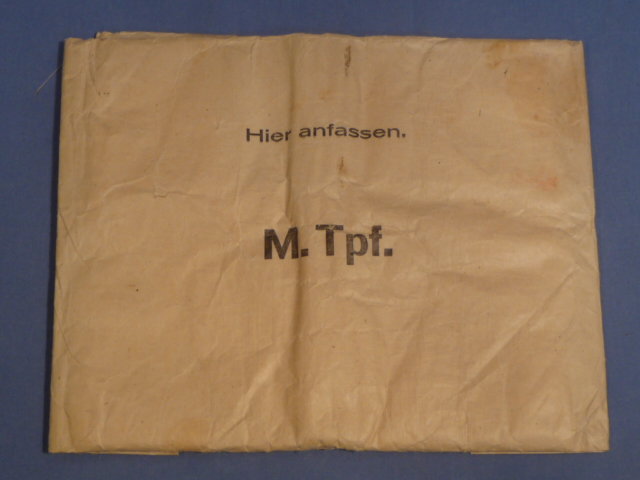 Hier anfassen.
M. Tpf.